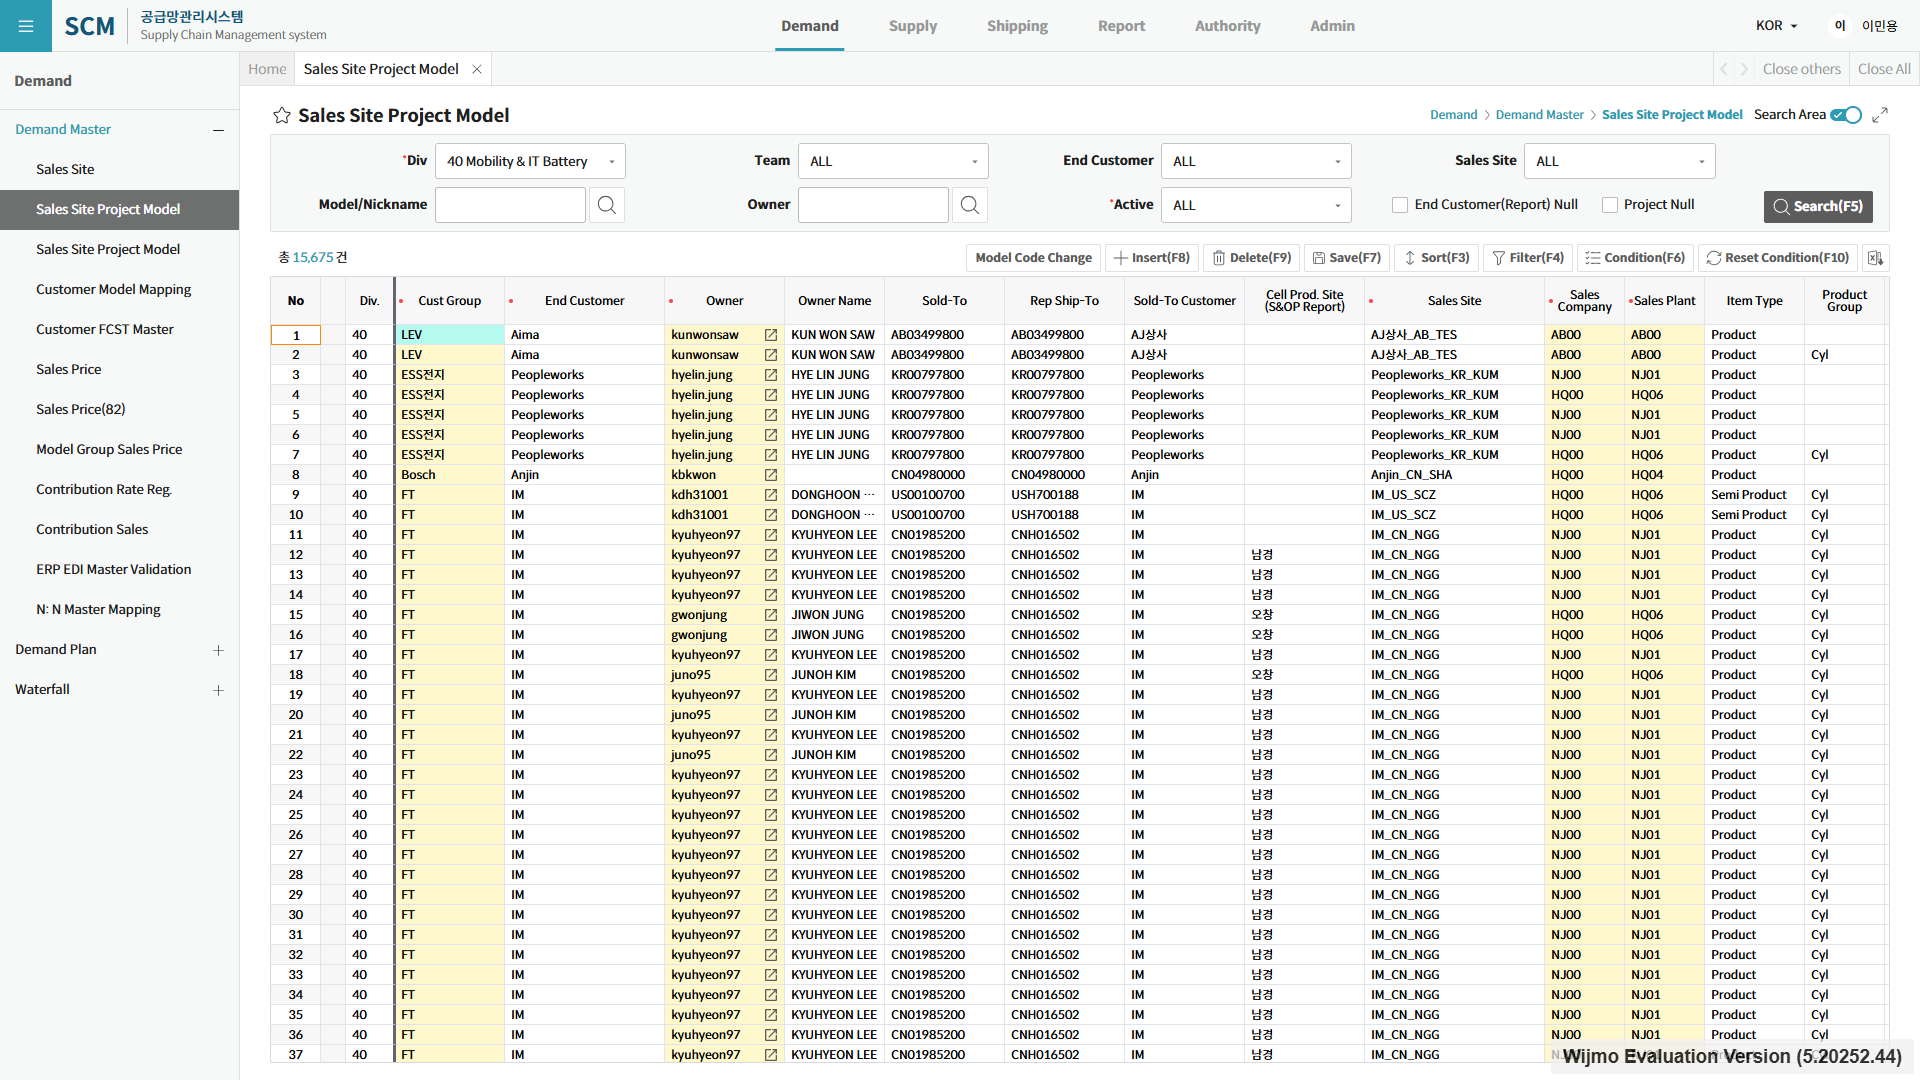 SCM 공급망관리시스템 Supply Chain Management system
Demand Supply Shipping Report Authority Admin
KOR 이 이민용
Demand
Home Sales Site Project Model
Close others Close All
Demand Master
Sales Site
Sales Site Project Model
Sales Site Project Model
Customer Model Mapping
Customer FCST Master
Sales Price
Sales Price(82)
Model Group Sales Price
Contribution Rate Reg.
Contribution Sales
ERP EDI Master Validation
N: N Master Mapping
Demand Plan
Waterfall
Sales Site Project Model
Demand > Demand Master > Sales Site Project Model Search Area
*Div 40 Mobility & IT Battery Team ALL End Customer ALL Sales Site ALL
Model/Nickname Owner *Active ALL End Customer(Report) Null Project Null Search(F5)
총 15,675 건
Model Code Change Insert(F8) Delete(F9) Save(F7) Sort(F3) Filter(F4) Condition(F6) Reset Condition(F10)
No Div. Cust Group End Customer Owner Owner Name Sold-To Rep Ship-To Sold-To Customer Cell Prod. Site (S&OP Report) Sales Site Sales Company Sales Plant Item Type Product Group
1 40 LEV Aima kunwonsaw KUN WON SAW AB03499800 AB03499800 AJ상사 AJ상사_AB_TES AB00 AB00 Product
2 40 LEV Aima kunwonsaw KUN WON SAW AB03499800 AB03499800 AJ상사 AJ상사_AB_TES AB00 AB00 Product Cyl
3 40 ESS전지 Peopleworks hyelin.jung HYE LIN JUNG KR00797800 KR00797800 Peopleworks Peopleworks_KR_KUM NJ00 NJ01 Product
4 40 ESS전지 Peopleworks hyelin.jung HYE LIN JUNG KR00797800 KR00797800 Peopleworks Peopleworks_KR_KUM HQ00 HQ06 Product
5 40 ESS전지 Peopleworks hyelin.jung HYE LIN JUNG KR00797800 KR00797800 Peopleworks Peopleworks_KR_KUM NJ00 NJ01 Product
6 40 ESS전지 Peopleworks hyelin.jung HYE LIN JUNG KR00797800 KR00797800 Peopleworks Peopleworks_KR_KUM NJ00 NJ01 Product
7 40 ESS전지 Peopleworks hyelin.jung HYE LIN JUNG KR00797800 KR00797800 Peopleworks Peopleworks_KR_KUM HQ00 HQ06 Product Cyl
8 40 Bosch Anjin kbkwon CN04980000 CN04980000 Anjin Anjin_CN_SHA HQ00 HQ04 Product
9 40 FT IM kdh31001 DONGHOON ··· US00100700 USH700188 IM IM_US_SCZ HQ00 HQ06 Semi Product Cyl
10 40 FT IM kdh31001 DONGHOON ··· US00100700 USH700188 IM IM_US_SCZ HQ00 HQ06 Semi Product Cyl
11 40 FT IM kyuhyeon97 KYUHYEON LEE CN01985200 CNH016502 IM IM_CN_NGG NJ00 NJ01 Product Cyl
12 40 FT IM kyuhyeon97 KYUHYEON LEE CN01985200 CNH016502 IM 남경 IM_CN_NGG NJ00 NJ01 Product Cyl
13 40 FT IM kyuhyeon97 KYUHYEON LEE CN01985200 CNH016502 IM 남경 IM_CN_NGG NJ00 NJ01 Product Cyl
14 40 FT IM kyuhyeon97 KYUHYEON LEE CN01985200 CNH016502 IM 남경 IM_CN_NGG NJ00 NJ01 Product Cyl
15 40 FT IM gwonjung JIWON JUNG CN01985200 CNH016502 IM 오창 IM_CN_NGG HQ00 HQ06 Product Cyl
16 40 FT IM gwonjung JIWON JUNG CN01985200 CNH016502 IM 오창 IM_CN_NGG HQ00 HQ06 Product Cyl
17 40 FT IM kyuhyeon97 KYUHYEON LEE CN01985200 CNH016502 IM 남경 IM_CN_NGG NJ00 NJ01 Product Cyl
18 40 FT IM juno95 JUNOH KIM CN01985200 CNH016502 IM 오창 IM_CN_NGG HQ00 HQ06 Product Cyl
19 40 FT IM kyuhyeon97 KYUHYEON LEE CN01985200 CNH016502 IM 남경 IM_CN_NGG NJ00 NJ01 Product Cyl
20 40 FT IM juno95 JUNOH KIM CN01985200 CNH016502 IM 남경 IM_CN_NGG NJ00 NJ01 Product Cyl
21 40 FT IM kyuhyeon97 KYUHYEON LEE CN01985200 CNH016502 IM 남경 IM_CN_NGG NJ00 NJ01 Product Cyl
22 40 FT IM juno95 JUNOH KIM CN01985200 CNH016502 IM 남경 IM_CN_NGG NJ00 NJ01 Product Cyl
23 40 FT IM kyuhyeon97 KYUHYEON LEE CN01985200 CNH016502 IM 남경 IM_CN_NGG NJ00 NJ01 Product Cyl
24 40 FT IM kyuhyeon97 KYUHYEON LEE CN01985200 CNH016502 IM 남경 IM_CN_NGG NJ00 NJ01 Product Cyl
25 40 FT IM kyuhyeon97 KYUHYEON LEE CN01985200 CNH016502 IM 남경 IM_CN_NGG NJ00 NJ01 Product Cyl
26 40 FT IM kyuhyeon97 KYUHYEON LEE CN01985200 CNH016502 IM 남경 IM_CN_NGG NJ00 NJ01 Product Cyl
27 40 FT IM kyuhyeon97 KYUHYEON LEE CN01985200 CNH016502 IM 남경 IM_CN_NGG NJ00 NJ01 Product Cyl
28 40 FT IM kyuhyeon97 KYUHYEON LEE CN01985200 CNH016502 IM 남경 IM_CN_NGG NJ00 NJ01 Product Cyl
29 40 FT IM kyuhyeon97 KYUHYEON LEE CN01985200 CNH016502 IM 남경 IM_CN_NGG NJ00 NJ01 Product Cyl
30 40 FT IM kyuhyeon97 KYUHYEON LEE CN01985200 CNH016502 IM 남경 IM_CN_NGG NJ00 NJ01 Product Cyl
31 40 FT IM kyuhyeon97 KYUHYEON LEE CN01985200 CNH016502 IM 남경 IM_CN_NGG NJ00 NJ01 Product Cyl
32 40 FT IM kyuhyeon97 KYUHYEON LEE CN01985200 CNH016502 IM 남경 IM_CN_NGG NJ00 NJ01 Product Cyl
33 40 FT IM kyuhyeon97 KYUHYEON LEE CN01985200 CNH016502 IM 남경 IM_CN_NGG NJ00 NJ01 Product Cyl
34 40 FT IM kyuhyeon97 KYUHYEON LEE CN01985200 CNH016502 IM 남경 IM_CN_NGG NJ00 NJ01 Product Cyl
35 40 FT IM kyuhyeon97 KYUHYEON LEE CN01985200 CNH016502 IM 남경 IM_CN_NGG NJ00 NJ01 Product Cyl
36 40 FT IM kyuhyeon97 KYUHYEON LEE CN01985200 CNH016502 IM 남경 IM_CN_NGG NJ00 NJ01 Product Cyl
37 40 FT IM kyuhyeon97 KYUHYEON LEE CN01985200 CNH016502 IM 남경 IM_CN_NGG
Wijmo Evaluation Version (5.20252.44)